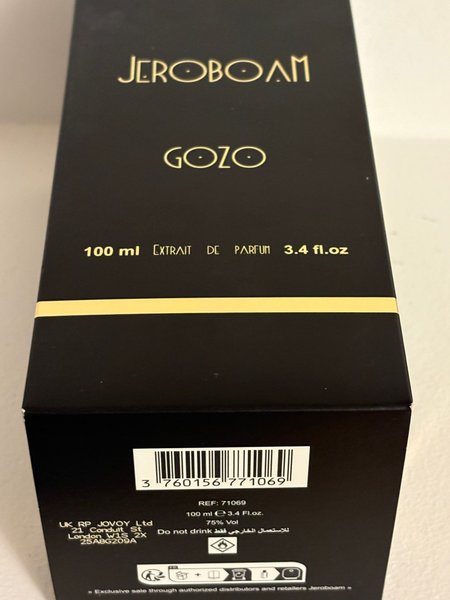 JEROBOAM
GOZO
100 ml EXTRAIT DE PARFUM 3.4 fl.oz
3 760156 771069
REF: 71069
100 ml ℮ 3.4 Fl.oz.
75% Vol
Do not drink للاستعمال الخارجي فقط
UK RP JOVOY Ltd
21 Conduit St
London W1S 2X
25ABG209A
» Exclusive sale through authorized distributors and retailers Jeroboam »